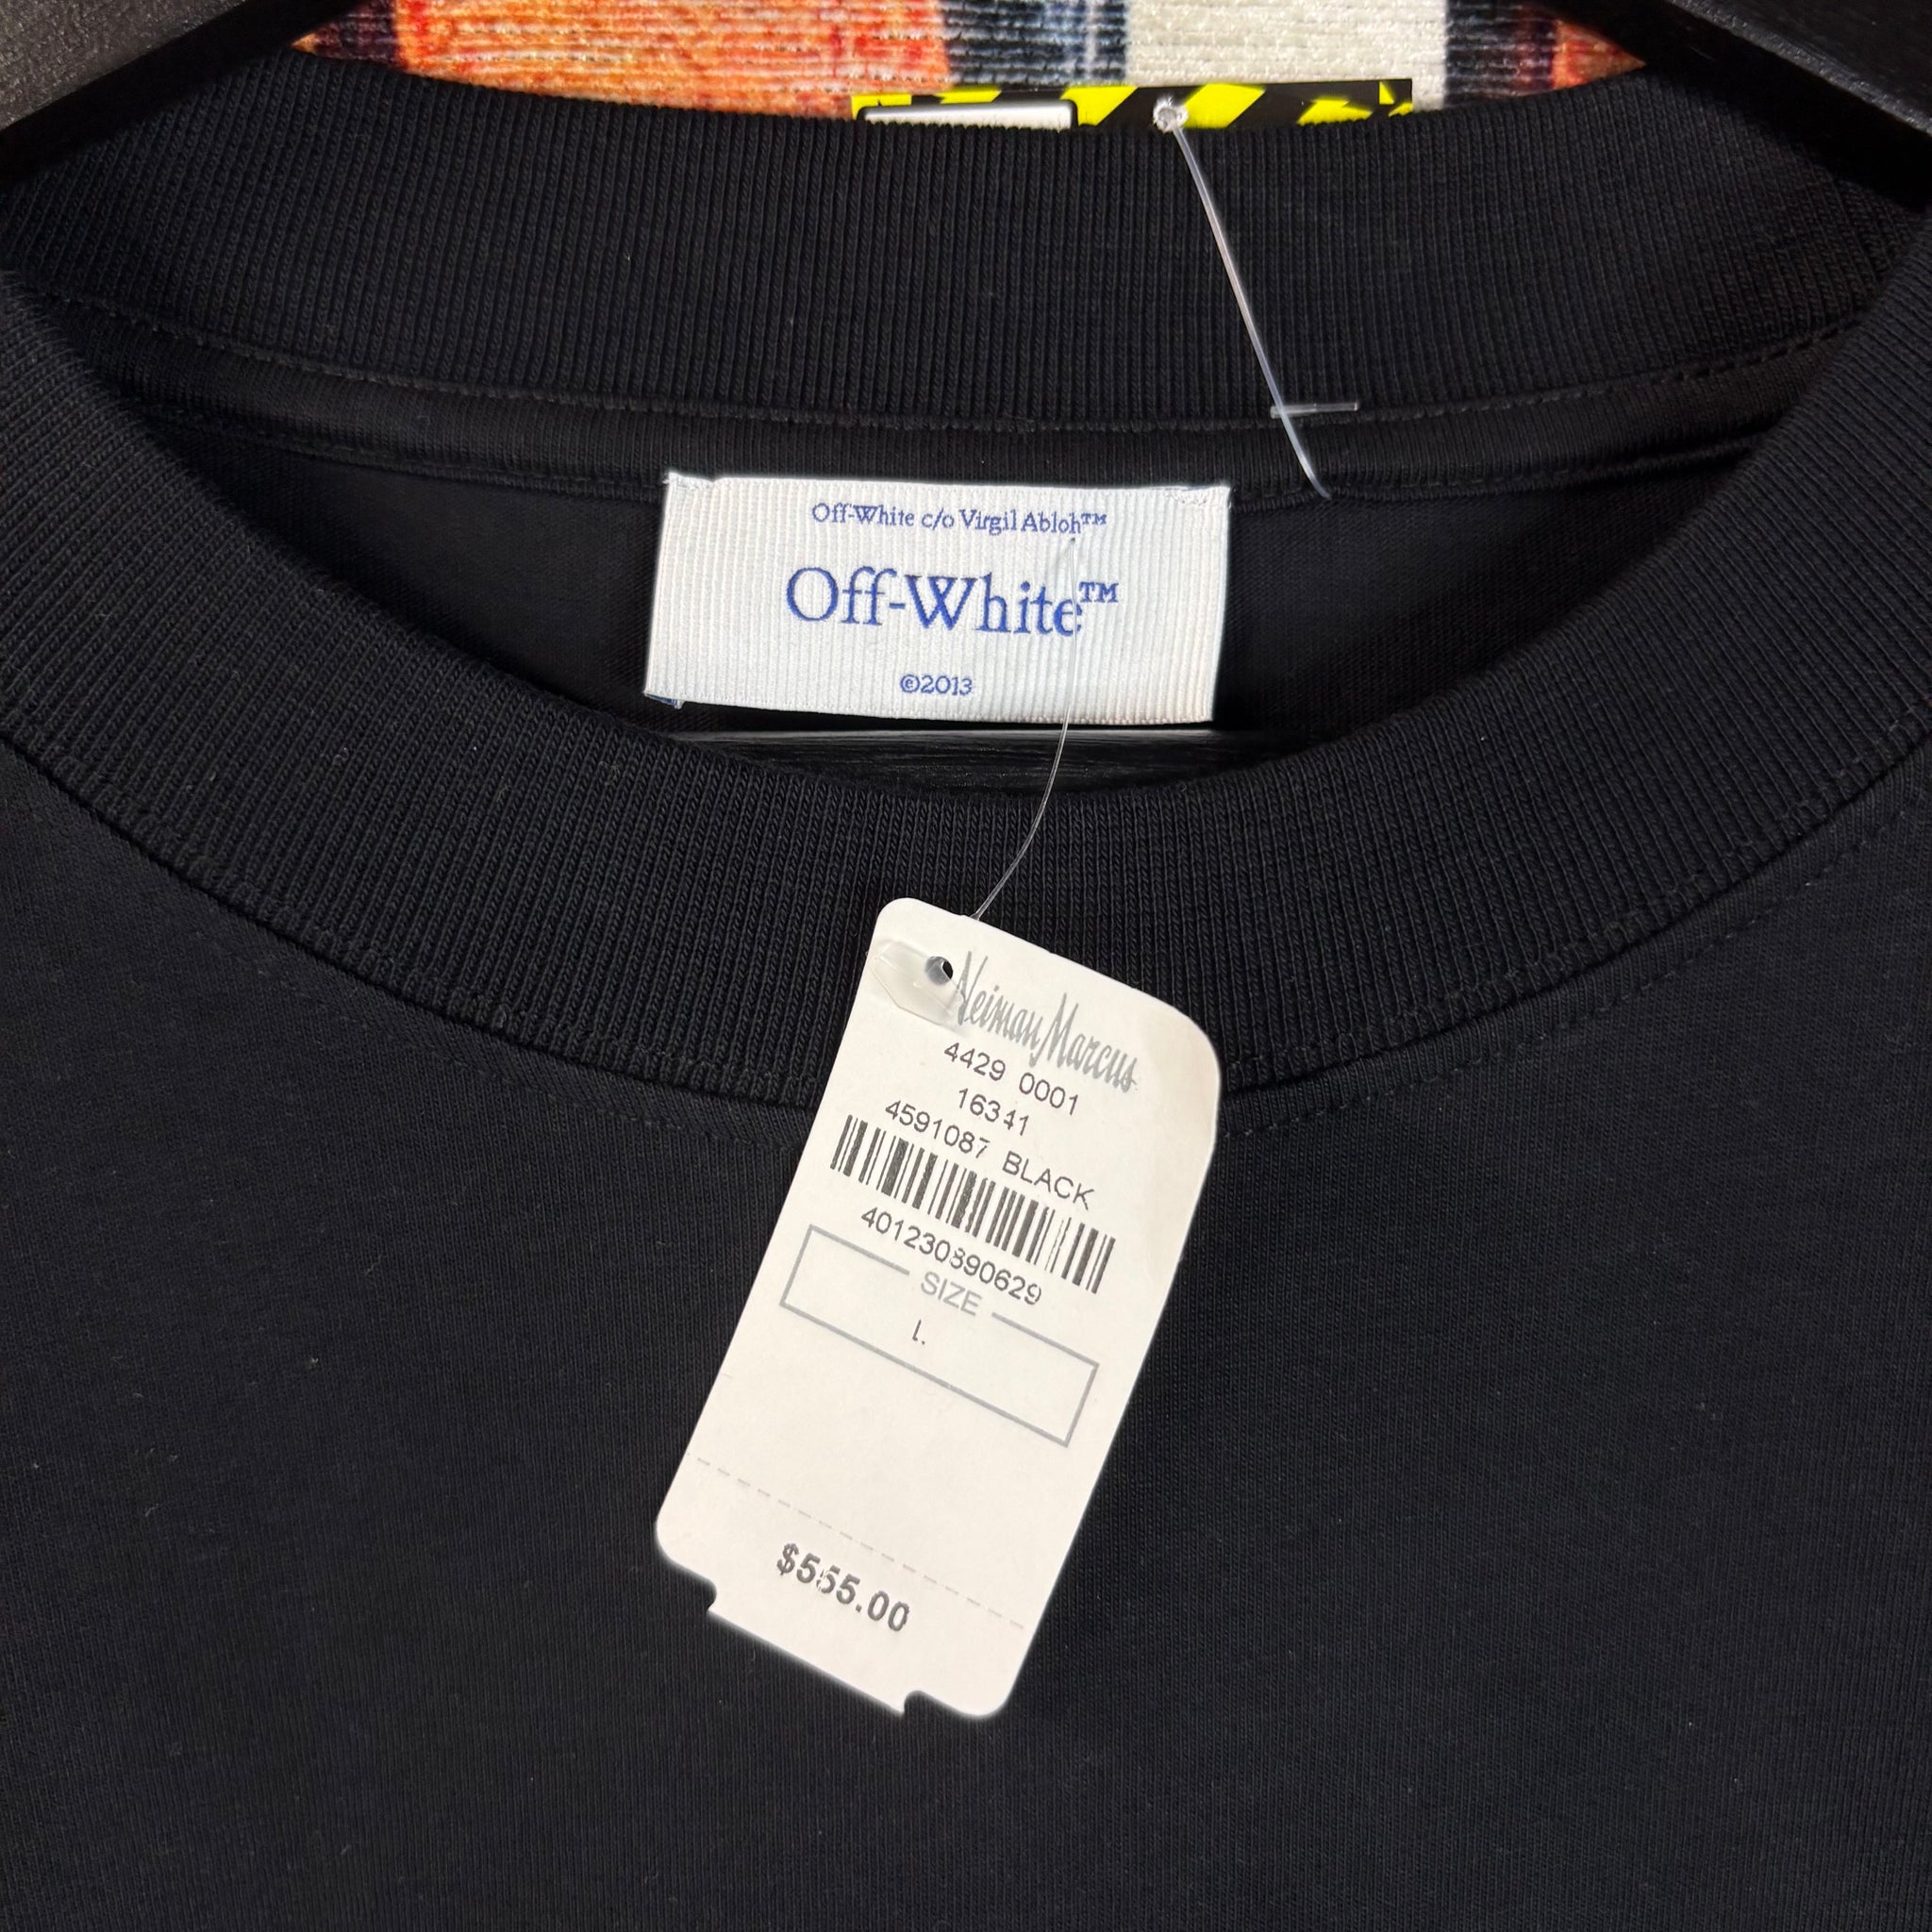 Off-White c/o Virgil Abloh™
Off-White™
©2013
Neiman Marcus
4429 0001
16341
4591087 BLACK
401230890629
SIZE
L
$555.00